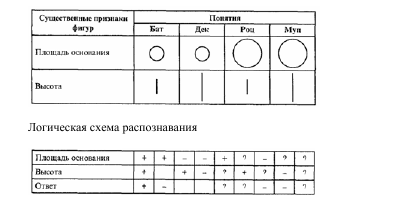 Существенные признаки фигур Понятия
Бат Дек Роц Муп
Площадь основания
Высота
Логическая схема распознавания
Площадь основания + + – – + ? – ? ?
Высота + – ? + ? – ?
Ответ + – ? ? – – ?